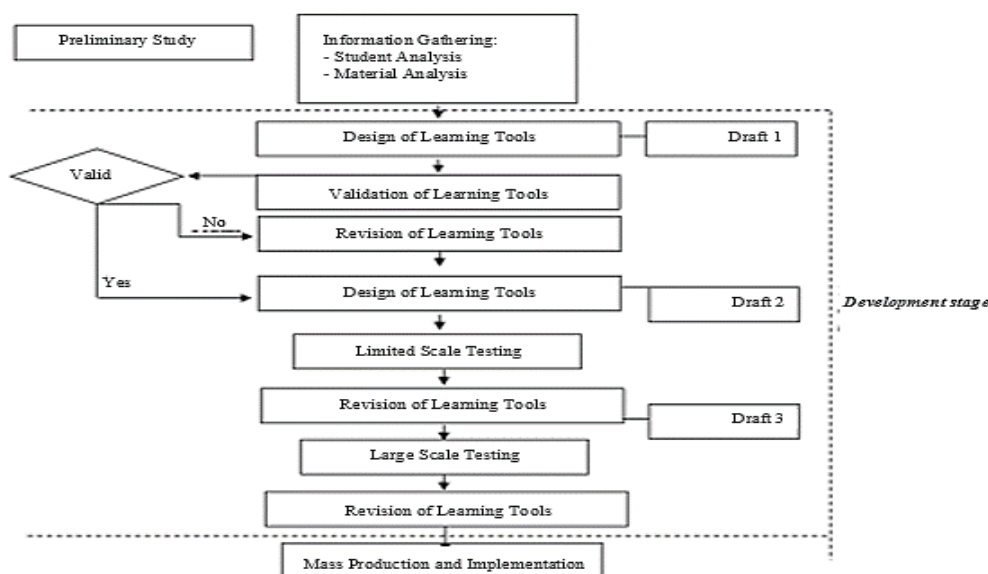 Preliminary Study
Information Gathering:
- Student Analysis
- Material Analysis
Design of Learning Tools
Draft 1
Valid
Validation of Learning Tools
No
Revision of Learning Tools
Yes
Design of Learning Tools
Draft 2
Development stage
Limited Scale Testing
Revision of Learning Tools
Draft 3
Large Scale Testing
Revision of Learning Tools
Mass Production and Implementation